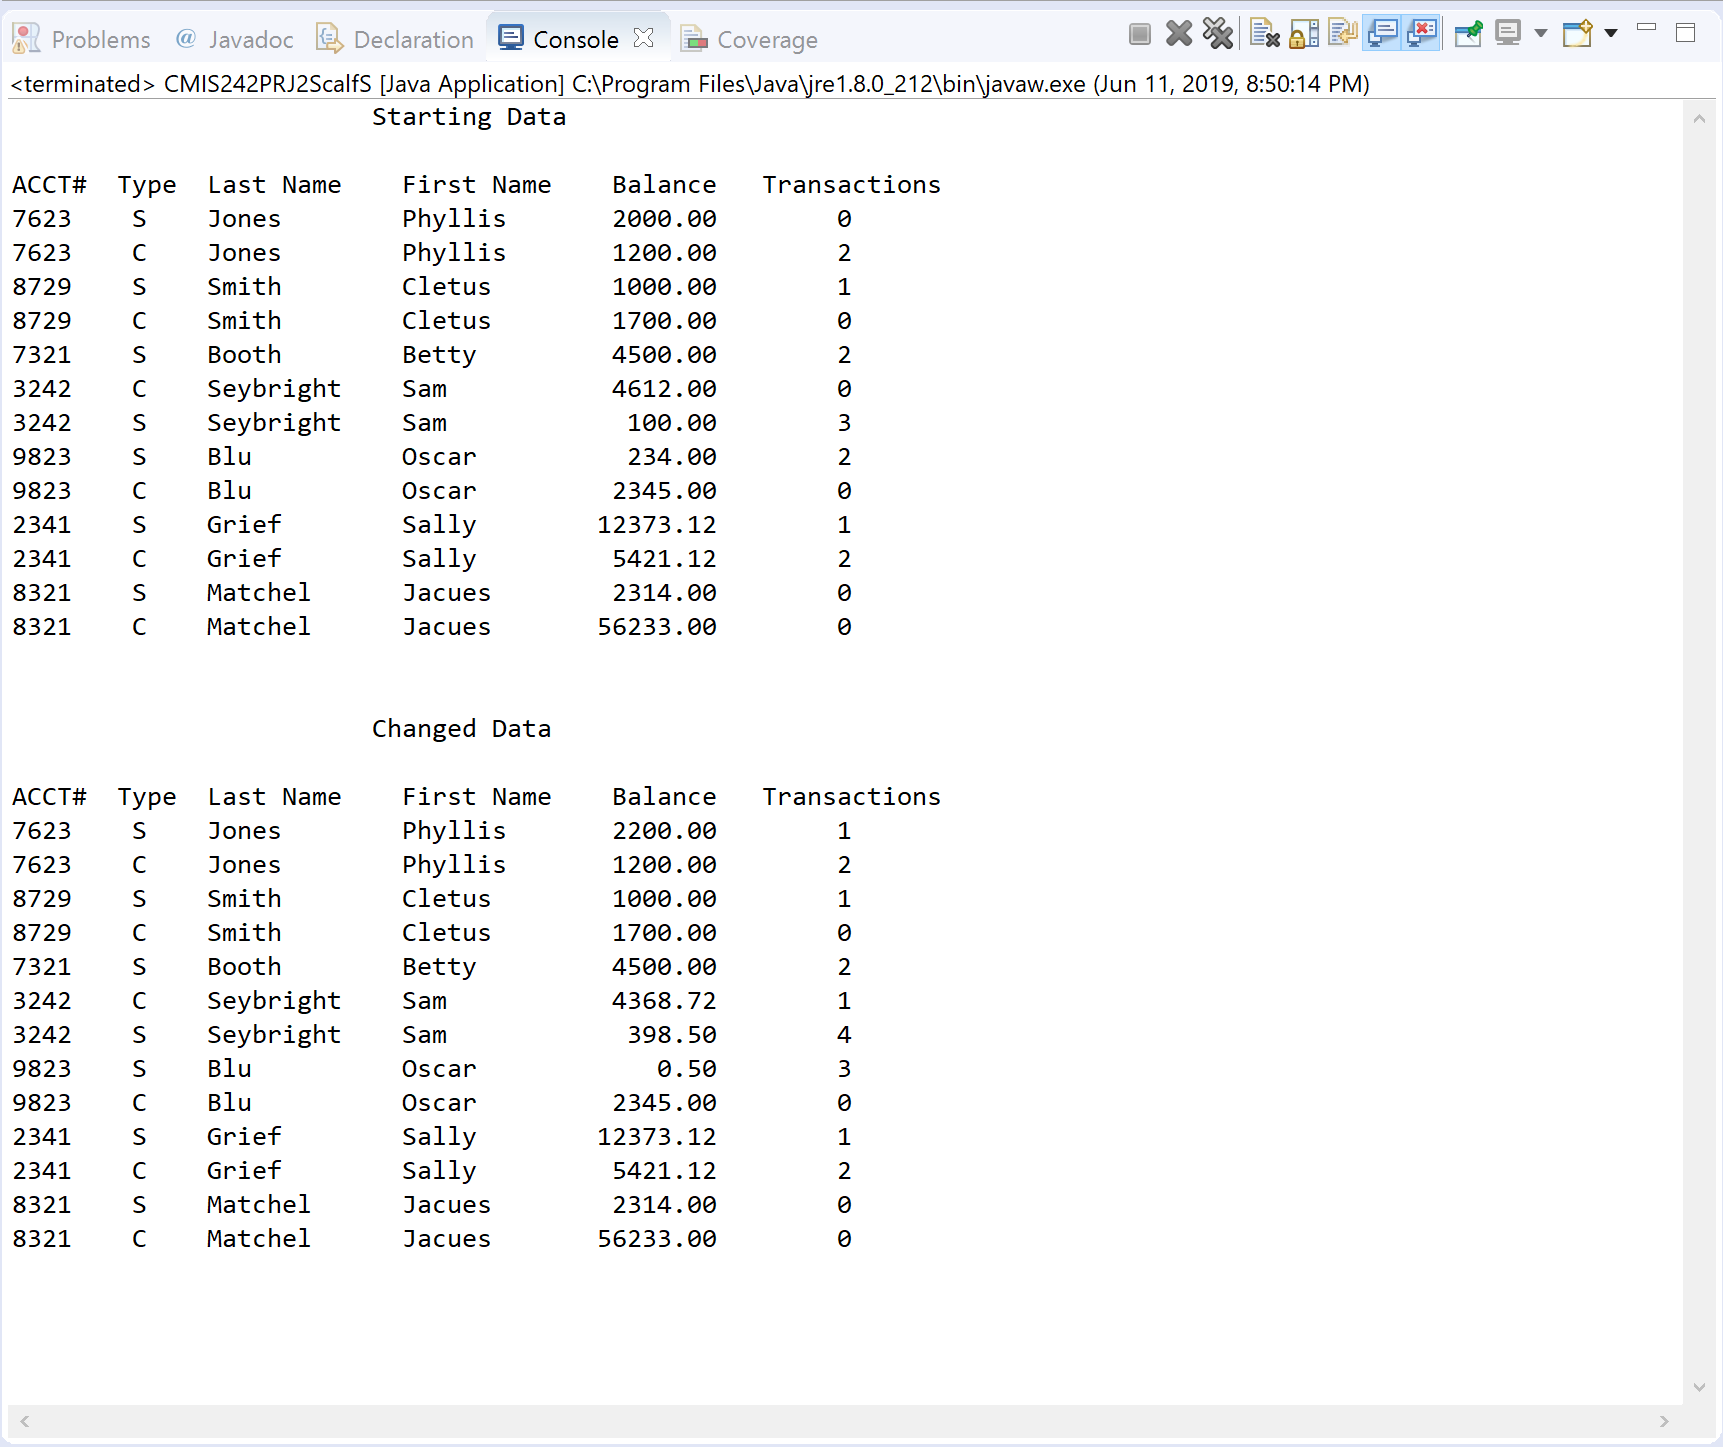 Problems @ Javadoc Declaration Console Coverage
<terminated> CMIS242PRJ2ScalfS [Java Application] C:\Program Files\Java\jre1.8.0_212\bin\javaw.exe (Jun 11, 2019, 8:50:14 PM)
Starting Data
ACCT# Type Last Name First Name Balance Transactions
7623 S Jones Phyllis 2000.00 0
7623 C Jones Phyllis 1200.00 2
8729 S Smith Cletus 1000.00 1
8729 C Smith Cletus 1700.00 0
7321 S Booth Betty 4500.00 2
3242 C Seybright Sam 4612.00 0
3242 S Seybright Sam 100.00 3
9823 S Blu Oscar 234.00 2
9823 C Blu Oscar 2345.00 0
2341 S Grief Sally 12373.12 1
2341 C Grief Sally 5421.12 2
8321 S Matchel Jacues 2314.00 0
8321 C Matchel Jacues 56233.00 0
Changed Data
ACCT# Type Last Name First Name Balance Transactions
7623 S Jones Phyllis 2200.00 1
7623 C Jones Phyllis 1200.00 2
8729 S Smith Cletus 1000.00 1
8729 C Smith Cletus 1700.00 0
7321 S Booth Betty 4500.00 2
3242 C Seybright Sam 4368.72 1
3242 S Seybright Sam 398.50 4
9823 S Blu Oscar 0.50 3
9823 C Blu Oscar 2345.00 0
2341 S Grief Sally 12373.12 1
2341 C Grief Sally 5421.12 2
8321 S Matchel Jacues 2314.00 0
8321 C Matchel Jacues 56233.00 0